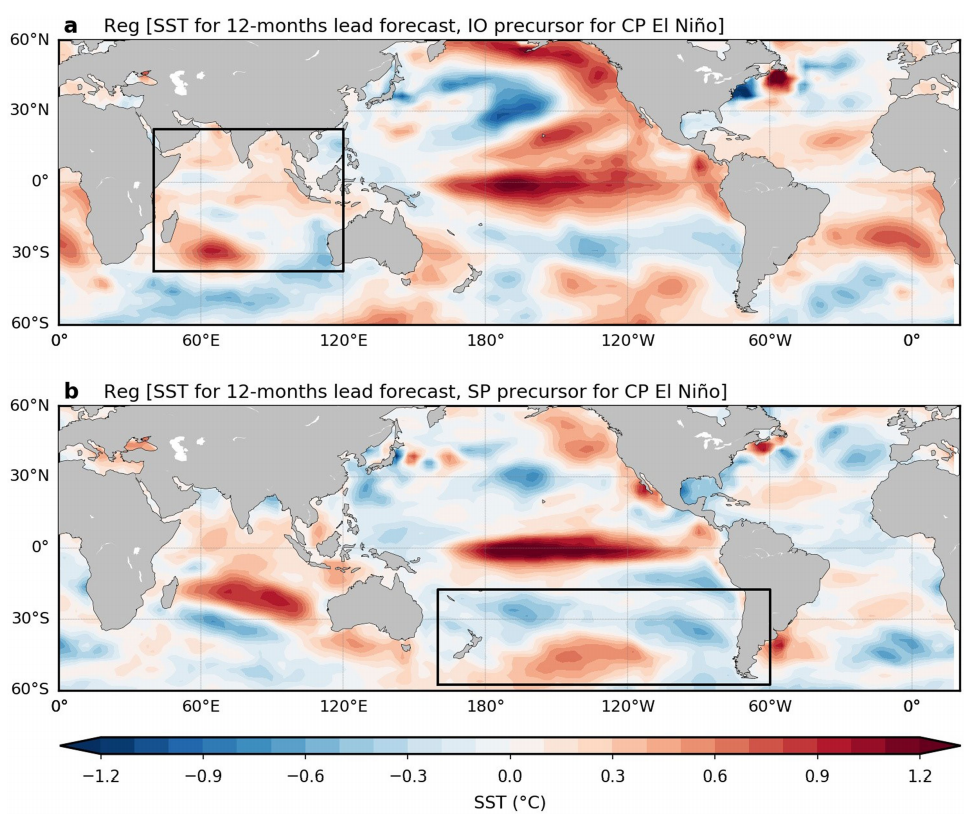 a Reg [SST for 12-months lead forecast, IO precursor for CP El Niño]
60°N
30°N
0°
30°S
60°S
0° 60°E 120°E 180° 120°W 60°W 0°
b Reg [SST for 12-months lead forecast, SP precursor for CP El Niño]
60°N
30°N
0°
30°S
60°S
0° 60°E 120°E 180° 120°W 60°W 0°
−1.2 −0.9 −0.6 −0.3 0.0 0.3 0.6 0.9 1.2
SST (°C)